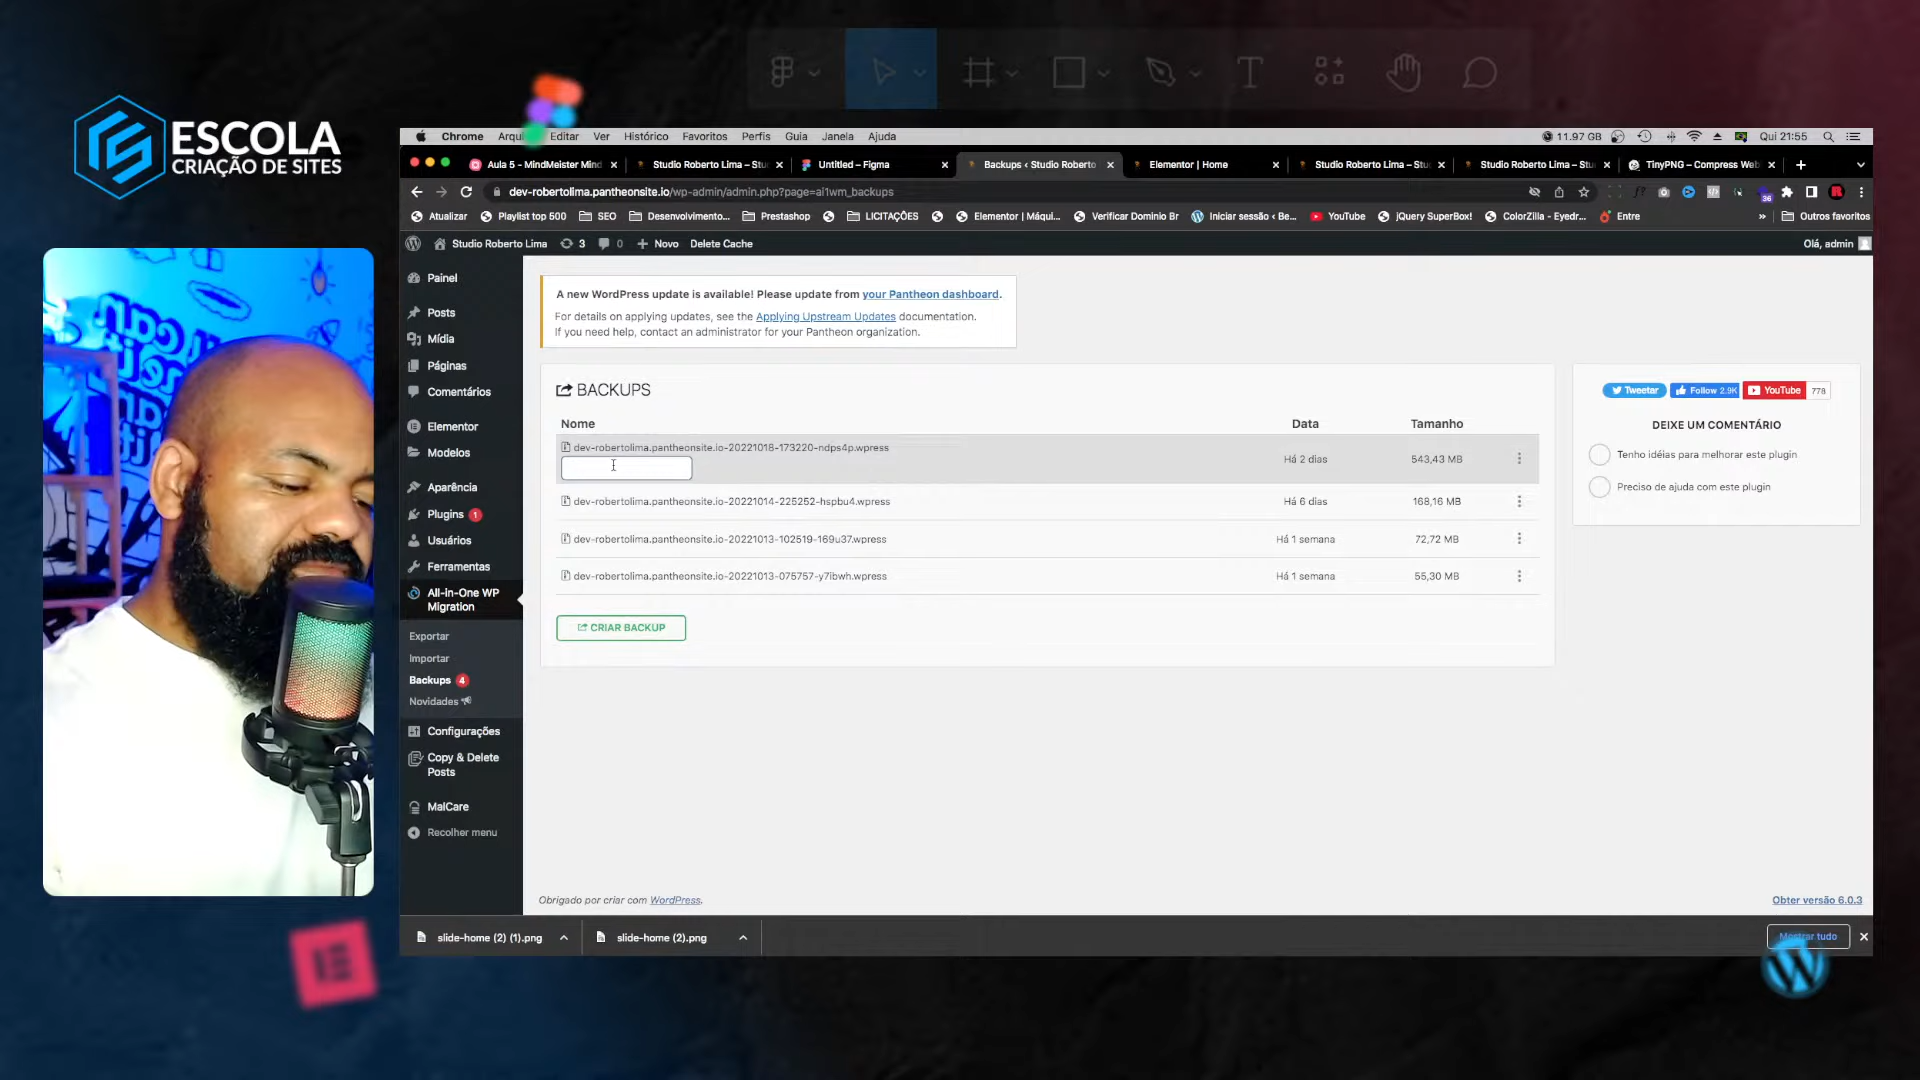 ESCOLA
CRIAÇÃO DE SITES
Chrome
Editar
Ver
Histórico
Favoritos
Perfis
Guia
Janela
Ajuda
11.97 GB
Qui 21:55
Aula 5 - MindMeister Mind
Studio Roberto Lima – Stu
Untitled – Figma
Backups ‹ Studio Roberto
Elementor | Home
Studio Roberto Lima – Stu
Studio Roberto Lima – Stu
TinyPNG – Compress Web
dev-robertolima.pantheonsite.io/wp-admin/admin.php?page=ai1wm_backups
36
Atualizar
Playlist top 500
SEO
Desenvolvimento...
Prestashop
LICITAÇÕES
Elementor | Máqui...
Verificar Dominio Br
Iniciar sessão ‹ Be...
YouTube
jQuery SuperBox!
ColorZilla - Eyedr...
Entre
»
Outros favoritos
Studio Roberto Lima
3
0
Novo
Delete Cache
Olá, admin
Painel
Posts
Mídia
Páginas
Comentários
Elementor
Modelos
Aparência
Plugins 1
Usuários
Ferramentas
All-in-One WP
Migration
Exportar
Importar
Backups 4
Novidades
Configurações
Copy & Delete
Posts
MalCare
Recolher menu
A new WordPress update is available! Please update from your Pantheon dashboard.
For details on applying updates, see the Applying Upstream Updates documentation.
If you need help, contact an administrator for your Pantheon organization.
BACKUPS
Nome
Data
Tamanho
dev-robertolima.pantheonsite.io-20221018-173220-ndps4p.wpress
Há 2 dias
543,43 MB
dev-robertolima.pantheonsite.io-20221014-225252-hspbu4.wpress
Há 6 dias
168,16 MB
dev-robertolima.pantheonsite.io-20221013-102519-169u37.wpress
Há 1 semana
72,72 MB
dev-robertolima.pantheonsite.io-20221013-075757-y7ibwh.wpress
Há 1 semana
55,30 MB
CRIAR BACKUP
Tweetar
Follow 2.9K
YouTube
778
DEIXE UM COMENTÁRIO
Tenho idéias para melhorar este plugin
Preciso de ajuda com este plugin
Obrigado por criar com WordPress.
Obter versão 6.0.3
slide-home (2) (1).png
slide-home (2).png
Mostrar tudo